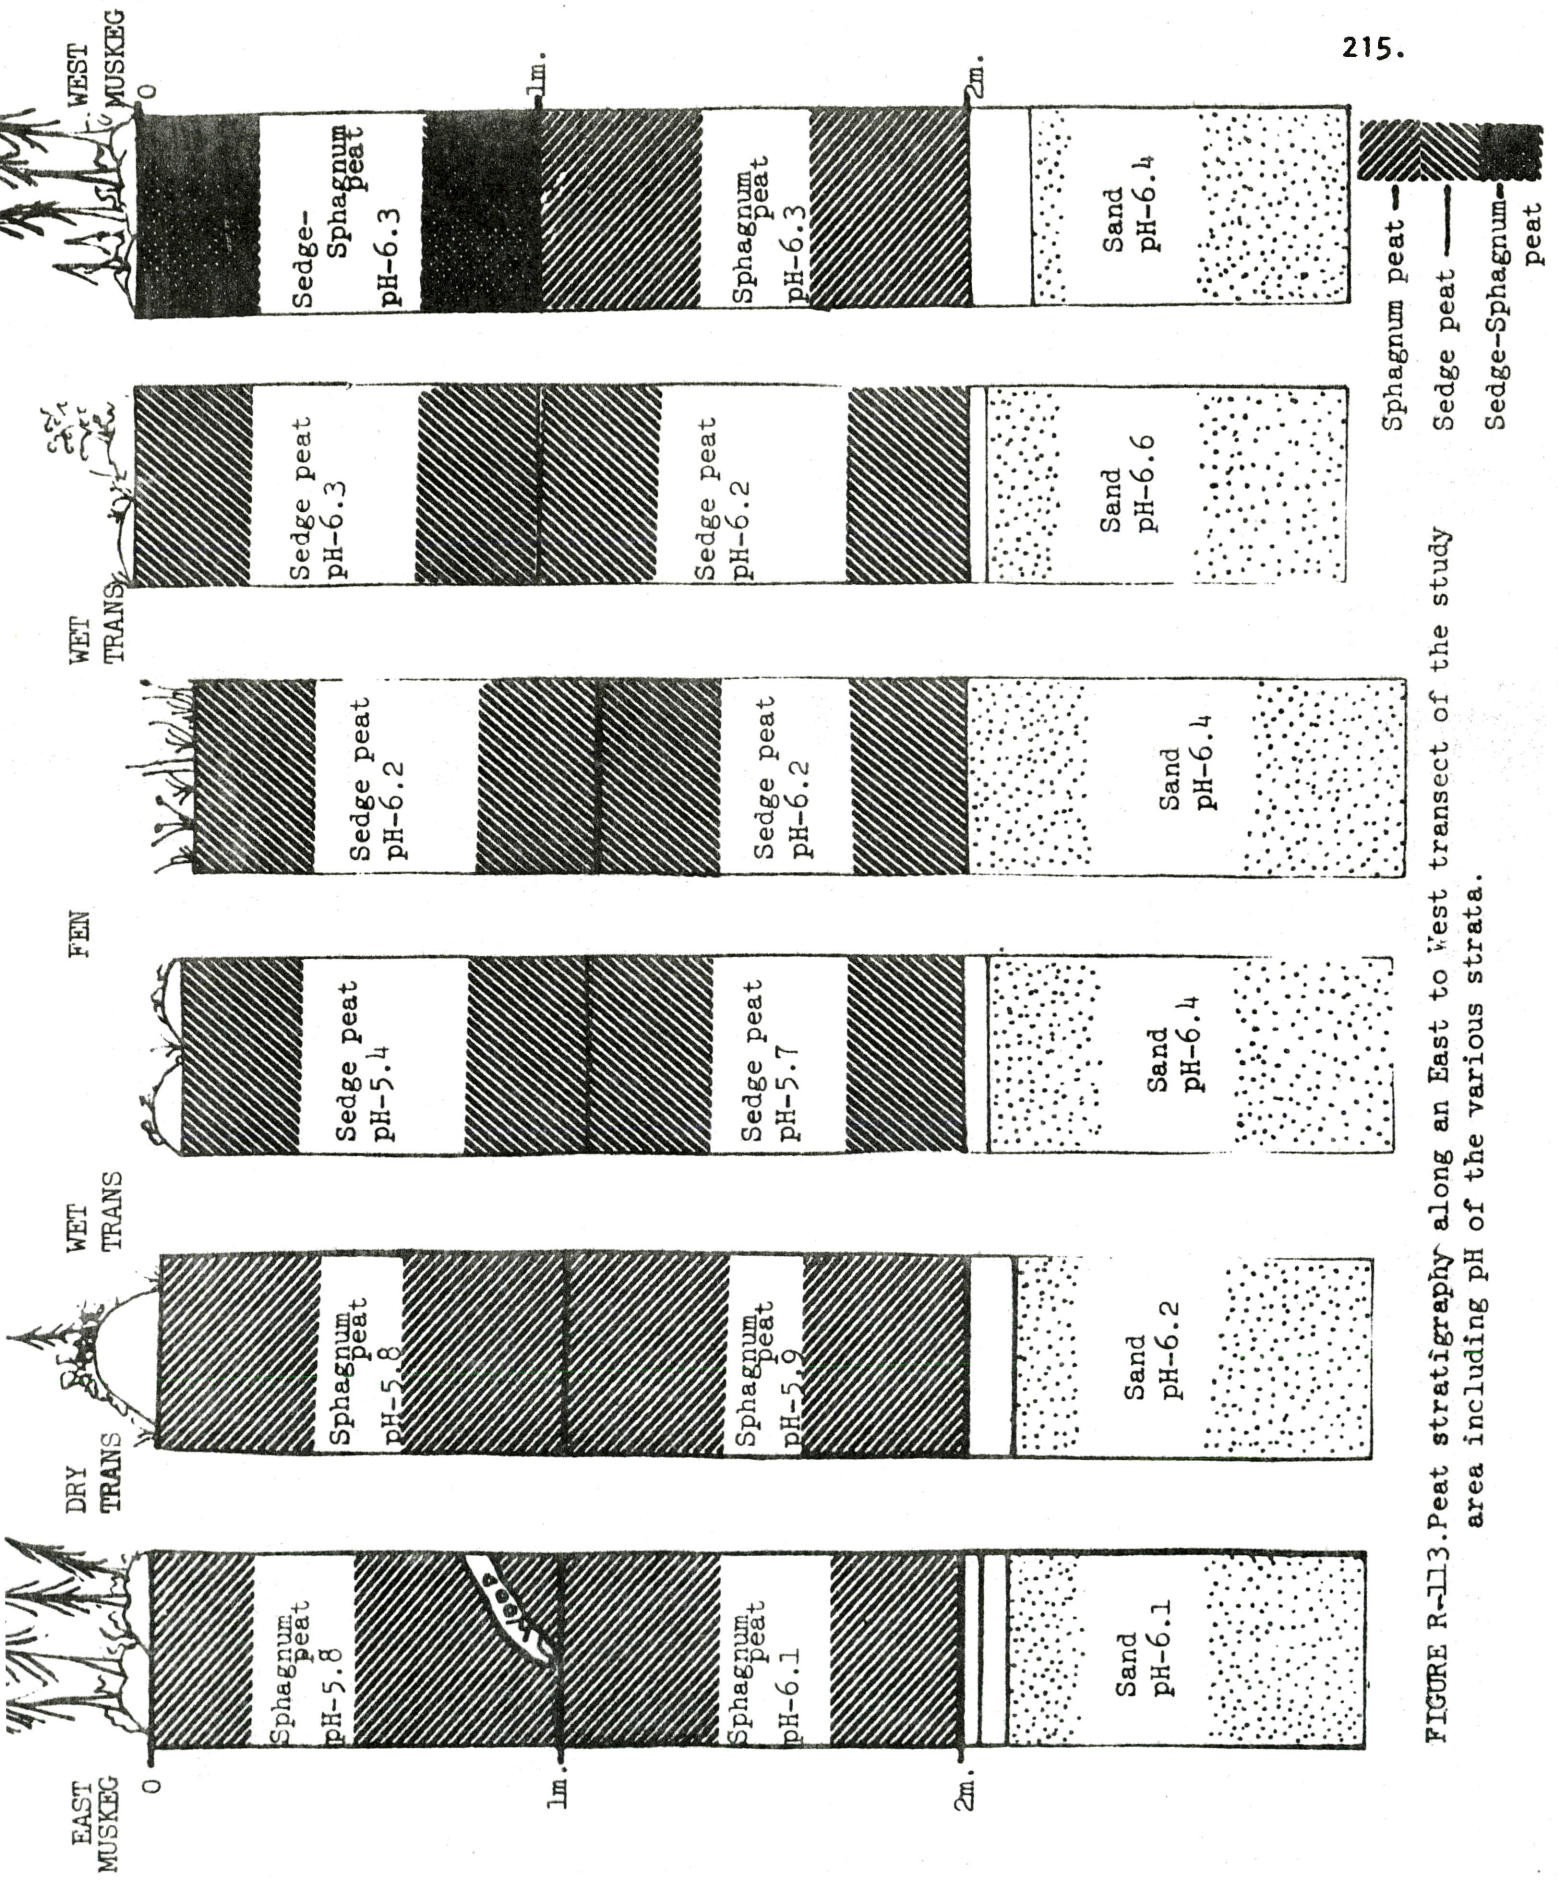 215.
EAST
MUSKEG
DRY
TRANS
WET
TRANS
FEN
WET
TRANS
WEST
MUSKEG
0
1m.
2m.
0
1m.
2m.
Sphagnum
peat
pH-5.8
Sphagnum
peat
pH-6.1
Sand
pH-6.1
Sphagnum
peat
pH-5.8
Sphagnum
peat
pH-5.9
Sand
pH-6.2
Sedge peat
pH-5.4
Sedge peat
pH-5.7
Sand
pH-6.4
Sedge peat
pH-6.2
Sedge peat
pH-6.2
Sand
pH-6.4
Sedge peat
pH-6.3
Sedge peat
pH-6.2
Sand
pH-6.6
Sedge-
Sphagnum
peat
pH-6.3
Sphagnum
peat
pH-6.3
Sand
pH-6.4
Sphagnum peat
Sedge peat
Sedge-Sphagnum
peat
FIGURE R-113.Peat stratigraphy along an East to West transect of the study
area including pH of the various strata.